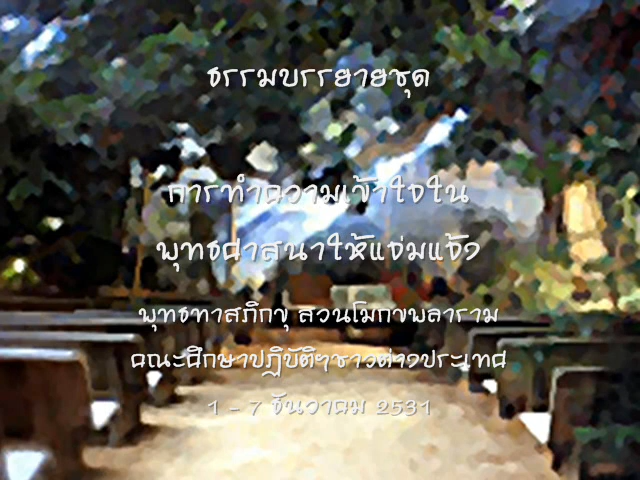 ธรรมบรรยายชุด
การทำความเข้าใจใน
พุทธศาสนาให้แจ่มแจ้ง
พุทธทาสภิกขุ สวนโมกขพลาราม
คณะศึกษาปฏิบัติฯชาวต่างประเทศ
1 - 7 ธันวาคม 2531